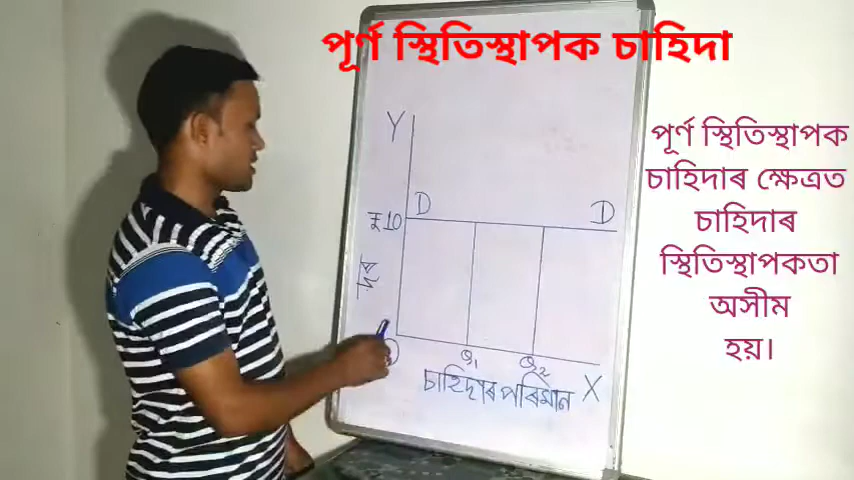 পূৰ্ণ স্থিতিস্থাপক চাহিদা
পূৰ্ণ স্থিতিস্থাপক
চাহিদাৰ ক্ষেত্ৰত
চাহিদাৰ
স্থিতিস্থাপকতা
অসীম
হয়।
Y
D D
10
দাম
O
Q₁ Q₂
চাহিদাৰ পৰিমান X